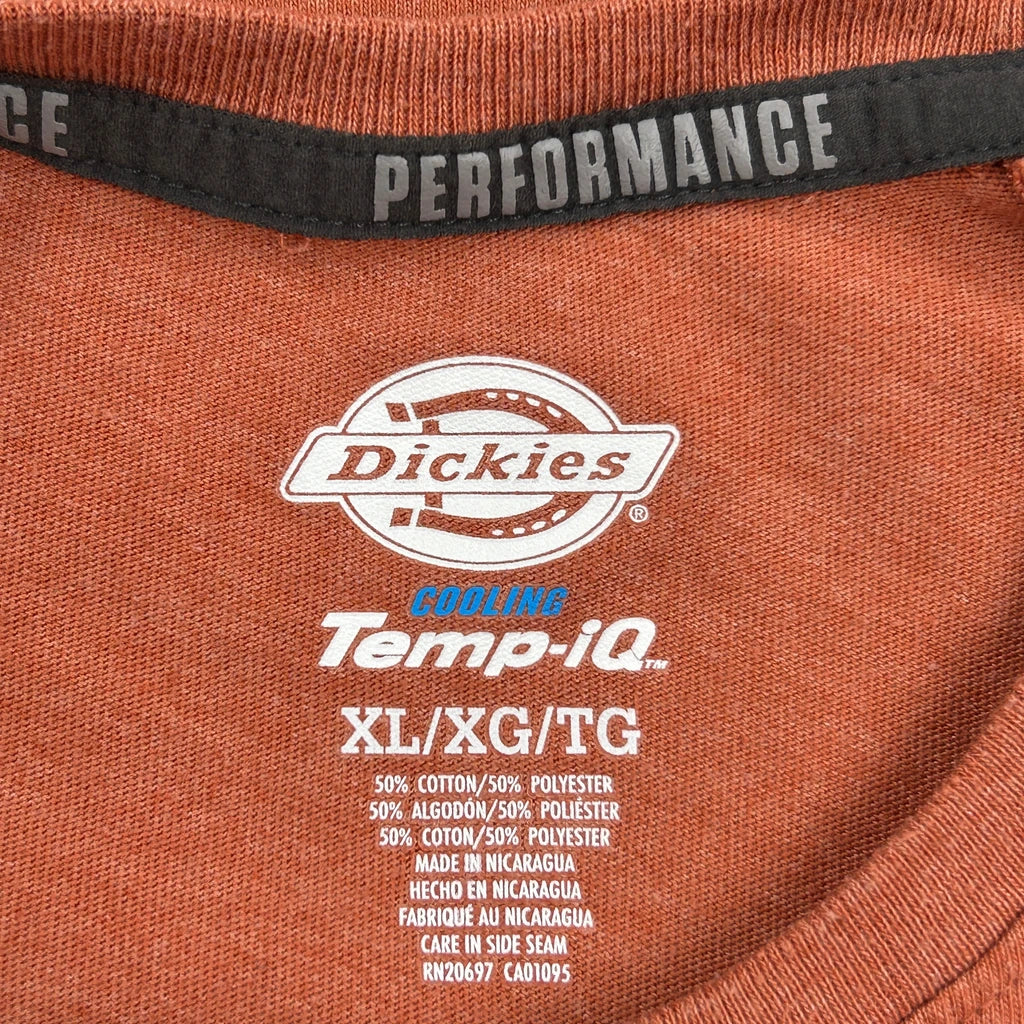 CE
PERFORMANCE
Dickies
®
COOLING
Temp-iQ™
XL/XG/TG
50% COTTON/50% POLYESTER
50% ALGODÓN/50% POLIÉSTER
50% COTON/50% POLYESTER
MADE IN NICARAGUA
HECHO EN NICARAGUA
FABRIQUÉ AU NICARAGUA
CARE IN SIDE SEAM
RN20697 CA01095